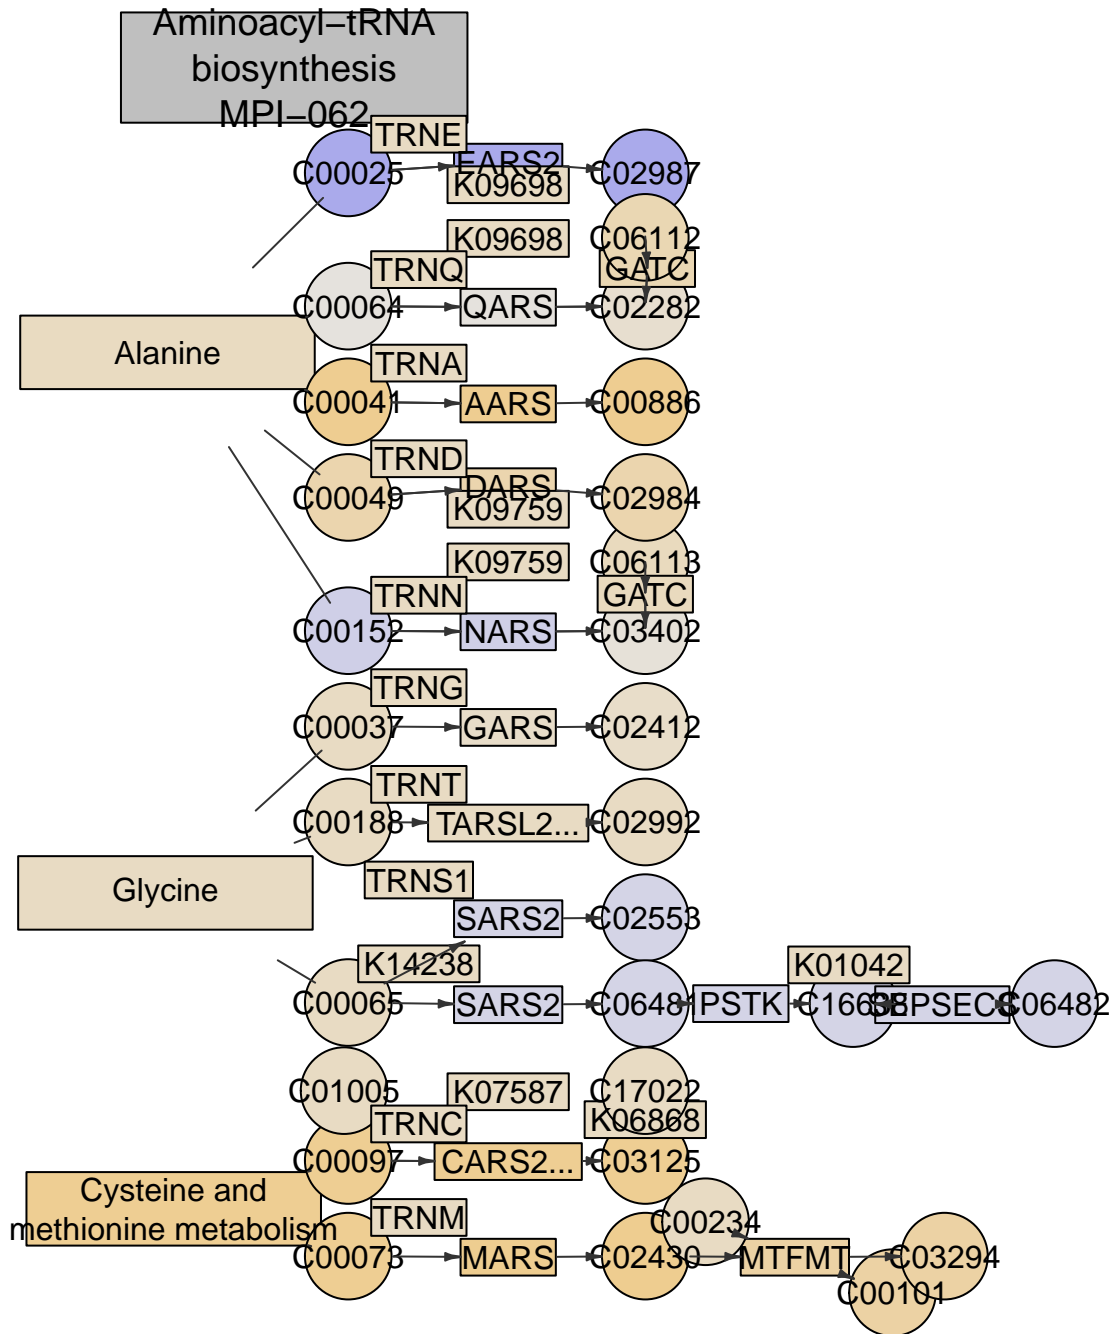 Aminoacyl−tRNA
biosynthesis
MPI−062
TRNE
C00025
EARS2
C02987
K09698
K09698
C06112
TRNQ
GATC
C00064
QARS
C02282
Alanine
TRNA
C00041
AARS
C00886
TRND
C00049
DARS
C02984
K09759
K09759
C06113
TRNN
GATC
C00152
NARS
C03402
TRNG
C00037
GARS
C02412
TRNT
C00188
TARSL2...
C02992
Glycine
TRNS1
SARS2
C02553
K14238
K01042
C00065
SARS2
C06481
PSTK
C16638
SEPSECS
C06482
C01005
K07587
C17022
TRNC
K06868
C00097
CARS2...
C03125
Cysteine and
methionine metabolism
TRNM
C00234
C00073
MARS
C02430
MTFMT
C03294
C00101